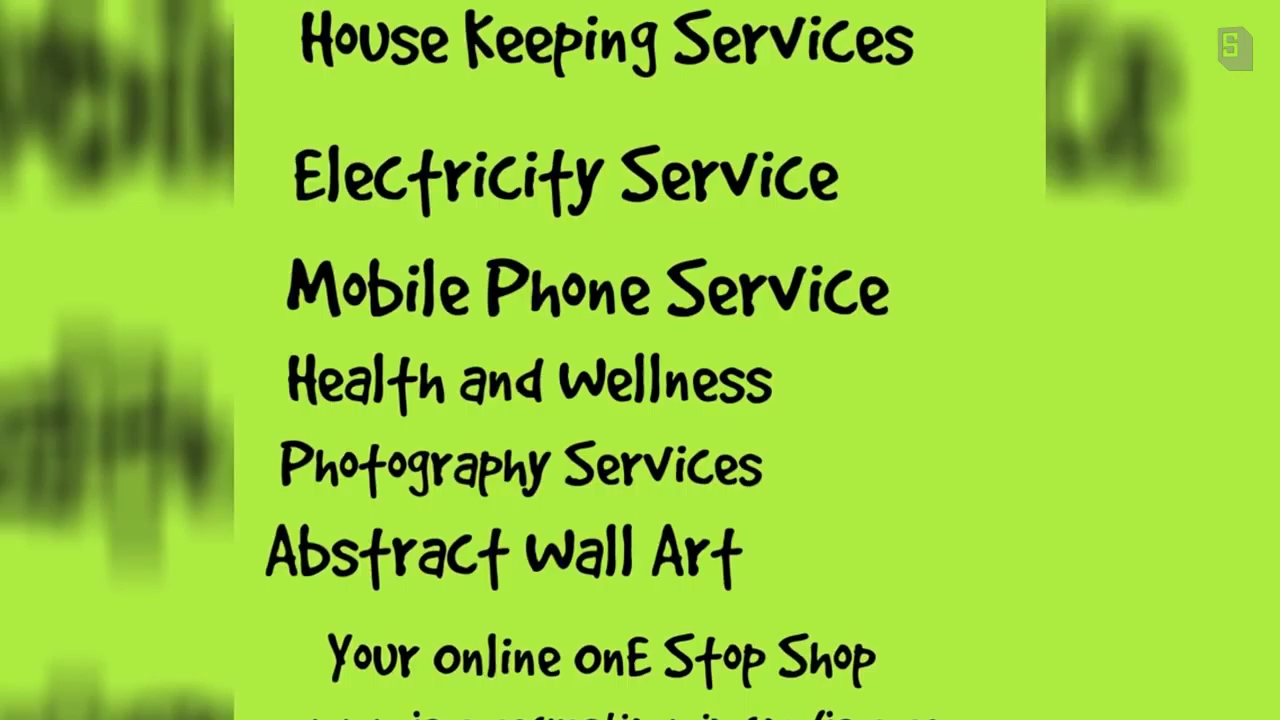 House Keeping Services
Electricity Service
Mobile Phone Service
Health and Wellness
Photography Services
Abstract Wall Art
Your online onE Stop Shop
S